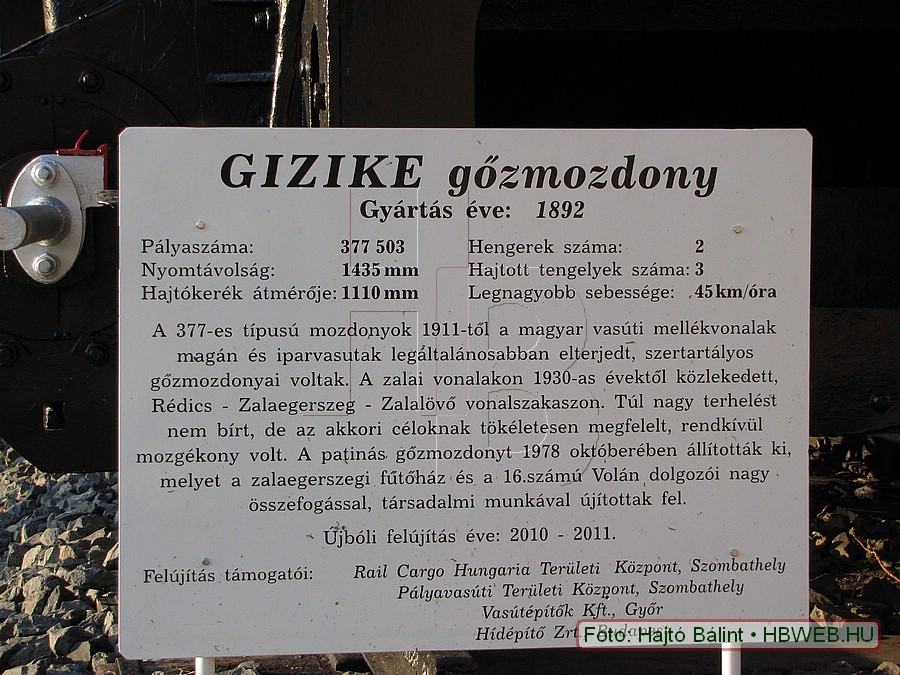 GIZIKE gőzmozdony
Gyártás éve: 1892
Pályaszáma: 377 503
Hengerek száma: 2
Nyomtávolság: 1435 mm
Hajtott tengelyek száma: 3
Hajtókerék átmérője: 1110 mm
Legnagyobb sebessége: 45 km/óra
A 377-es típusú mozdonyok 1911-től a magyar vasúti mellékvonalak
magán és iparvasutak legáltalánosabban elterjedt, szertartályos
gőzmozdonyai voltak. A zalai vonalakon 1930-as évektől közlekedett,
Rédics - Zalaegerszeg - Zalalövő vonalszakaszon. Túl nagy terhelést
nem bírt, de az akkori céloknak tökéletesen megfelelt, rendkívül
mozgékony volt. A patinás gőzmozdonyt 1978 októberében állították ki,
melyet a zalaegerszegi fűtőház és a 16.számú Volán dolgozói nagy
összefogással, társadalmi munkával újítottak fel.
Újbóli felújítás éve: 2010 - 2011.
Felújítás támogatói: Rail Cargo Hungaria Területi Központ, Szombathely
Pályavasúti Területi Központ, Szombathely
Vasútépítők Kft., Győr
Hídépítő Zrt. Budapest
Fotó: Hajtó Bálint • HBWEB.HU
HB